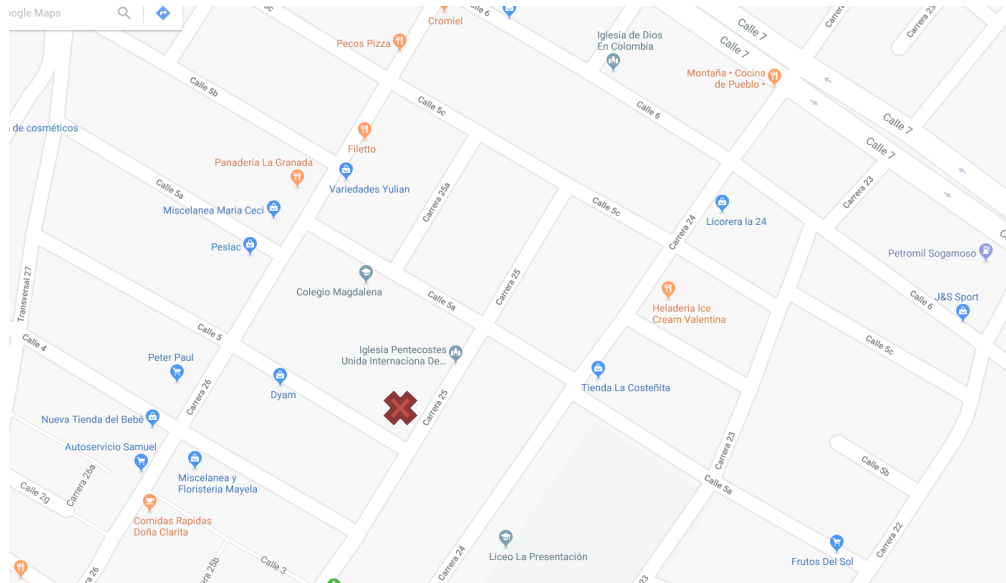 oogle Maps
Cromiel
Calle 6
Pecos Pizza
Iglesia de Dios
En Colombia
Calle 7
Calle 7
Carrera 23
Montaña • Cocina
de Pueblo •
Calle 5b
Calle 5c
Calle 6
Calle 7
Calle 7
a de cosméticos
Filetto
Panadería La Granada
Variedades Yulian
Calle 5a
Carrera 25a
Carrera 23
Miscelanea Maria Ceci
Calle 5c
Licorera la 24
Peslac
Carrera 24
Petromil Sogamoso
Transversal 27
Colegio Magdalena
Calle 5a
Carrera 25
Heladeria Ice
Cream Valentina
Calle 6
J&S Sport
Calle 5
Calle 4
Peter Paul
Iglesia Pentecostes
Unida Internaciona De...
Calle 5c
Dyam
Carrera 26
Carrera 25
Tienda La Costeñita
Nueva Tienda del Bebé
Autoservicio Samuel
Carrera 23
Carrera 26a
Calle 2g
Miscelanea y
Floristeria Mayela
Calle 5b
Calle 5a
Comidas Rapidas
Doña Clarita
Carrera 22
Calle 3
Carrera 24
Liceo La Presentación
Frutos Del Sol
26
25b
23